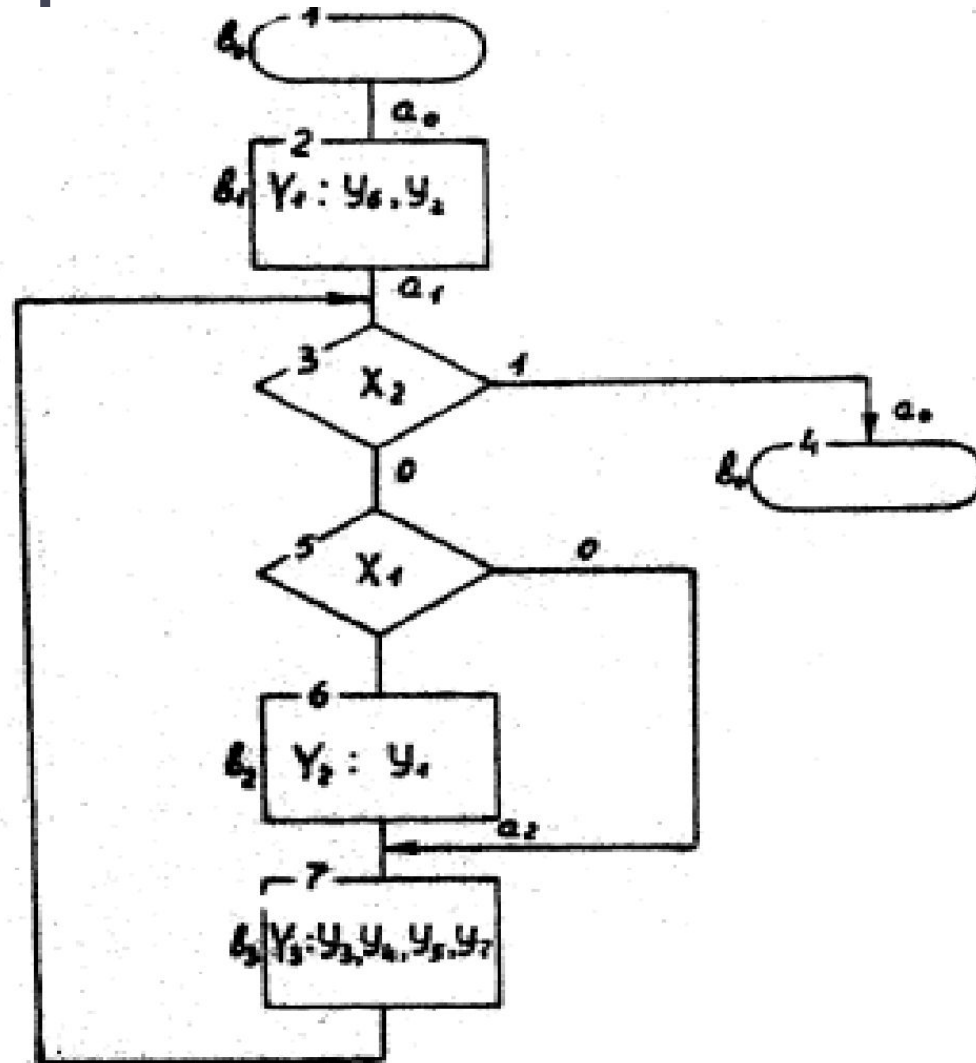 1
b₀
a₀
2
b₁ Y₁ : y₆, y₂
a₁
3
X₂
1
a₀
0
4
b₀
5
X₁
0
6
b₂ Y₂ : y₁
a₂
7
b₃ Y₃ : y₃, y₄, y₅, y₇